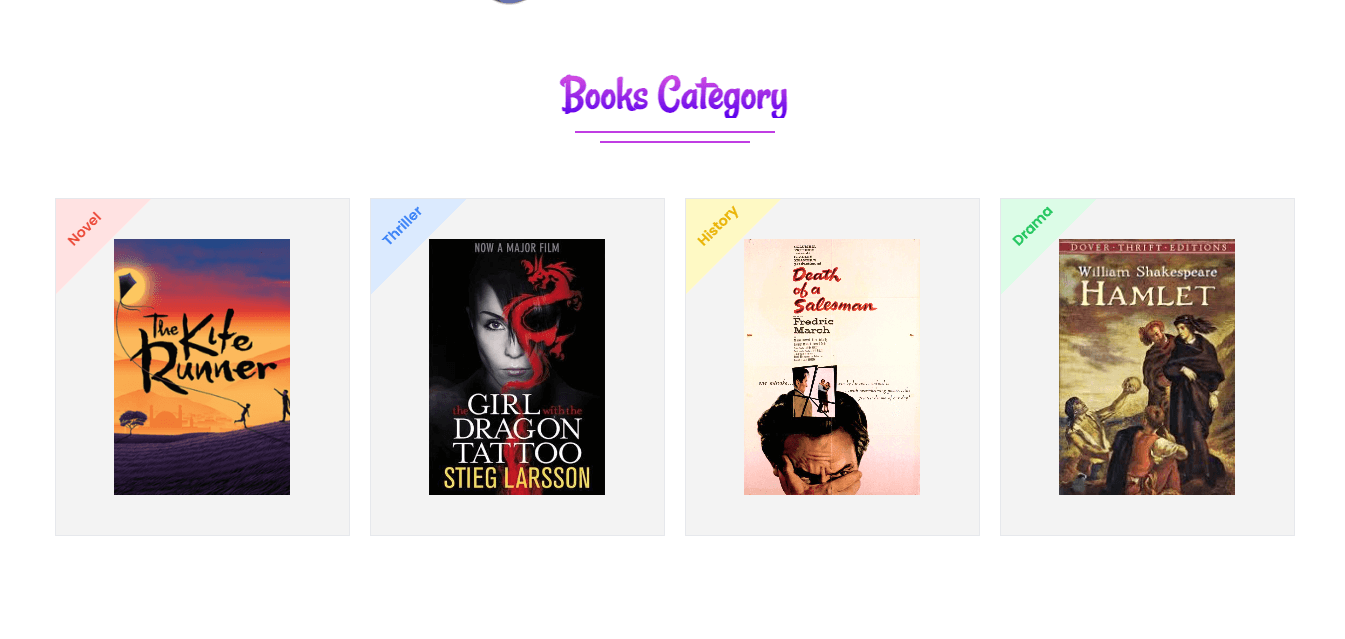 Books Category
Novel
The Kite
Runner
Thriller
NOW A MAJOR FILM
the GIRL with the
DRAGON
TATTOO
STIEG LARSSON
History
Death
of a
Salesman
Fredric
March
Drama
DOVER·THRIFT·EDITIONS
William Shakespeare
HAMLET